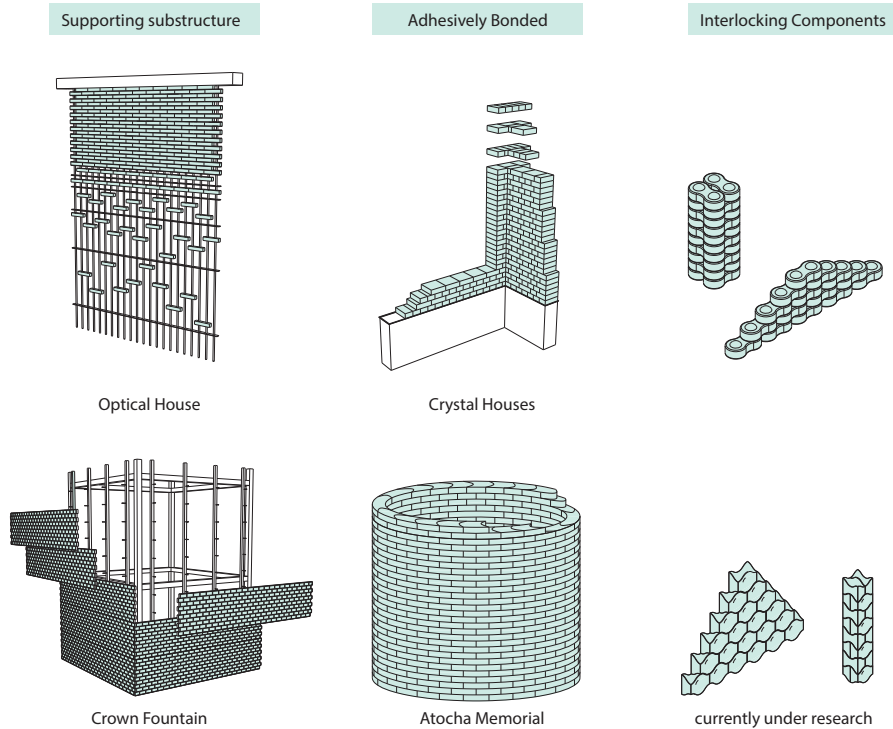 Supporting substructure
Adhesively Bonded
Interlocking Components
Optical House
Crystal Houses
Crown Fountain
Atocha Memorial
currently under research